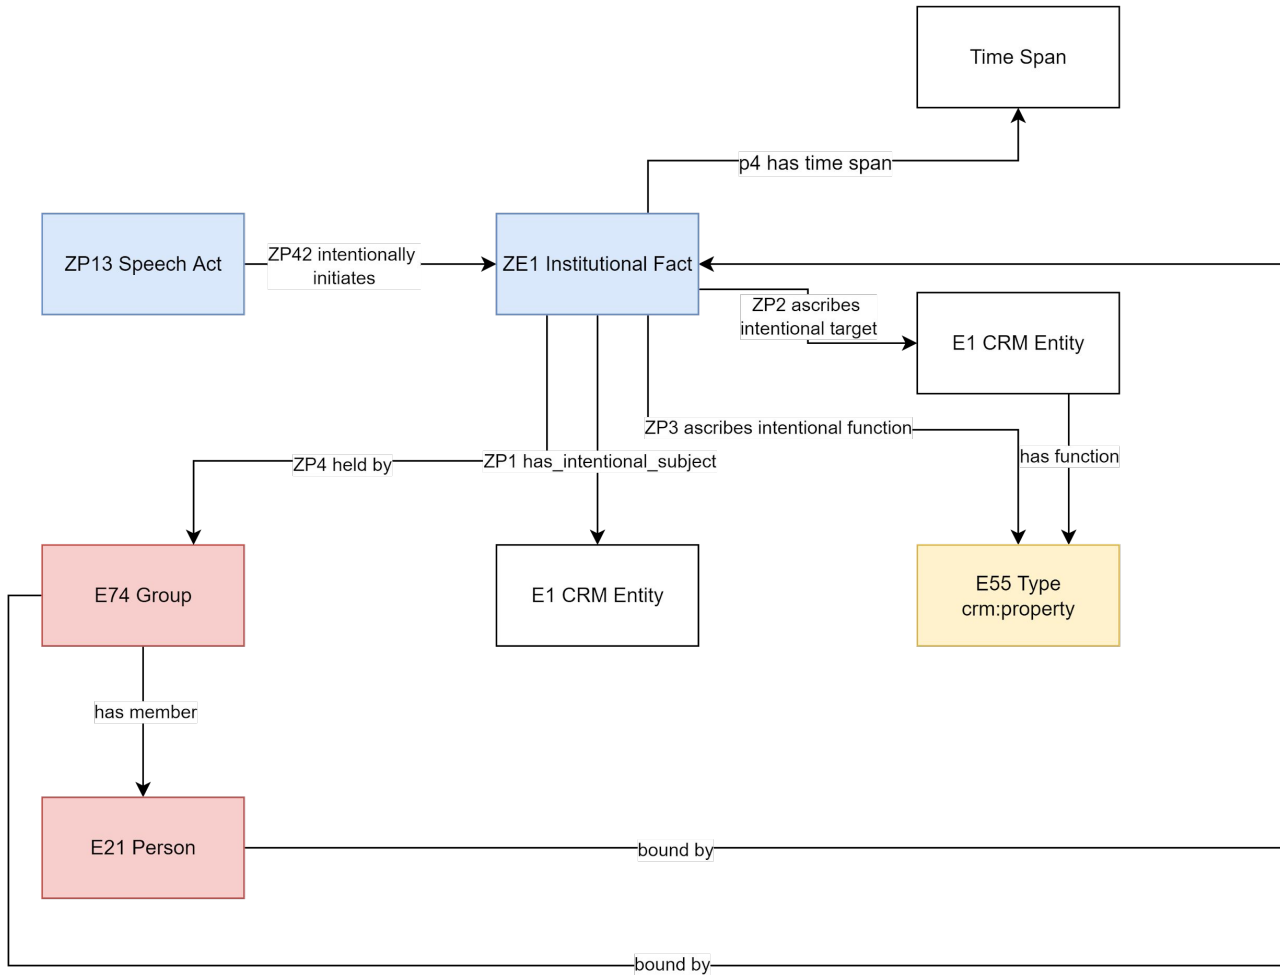 Time Span
p4 has time span
ZP13 Speech Act
ZP42 intentionally
initiates
ZE1 Institutional Fact
ZP2 ascribes
intentional target
E1 CRM Entity
ZP3 ascribes intentional function
has function
ZP4 held by
ZP1 has_intentional_subject
E74 Group
E1 CRM Entity
E55 Type
crm:property
has member
E21 Person
bound by
bound by